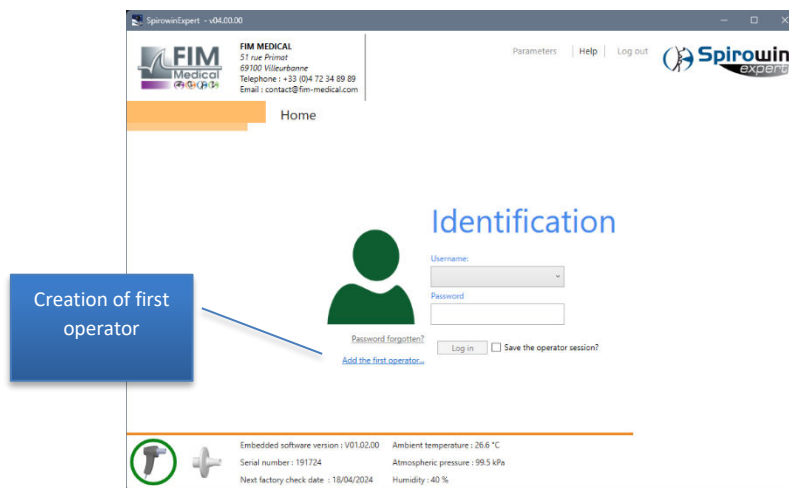 SpirowinExpert - v04.00.00
FIM
Medical
FIM MEDICAL
51 rue Primat
69100 Villeurbanne
Telephone : +33 (0)4 72 34 89 89
Email : contact@fim-medical.com
Parameters
Help
Log out
Spirowin
expert
Home
Identification
Username:
Password
Creation of first
operator
Password forgotten?
Add the first operator...
Log in
Save the operator session?
Embedded software version : V01.02.00
Ambient temperature : 26.6 °C
Serial number : 191724
Atmospheric pressure : 99.5 kPa
Next factory check date : 18/04/2024
Humidity : 40 %